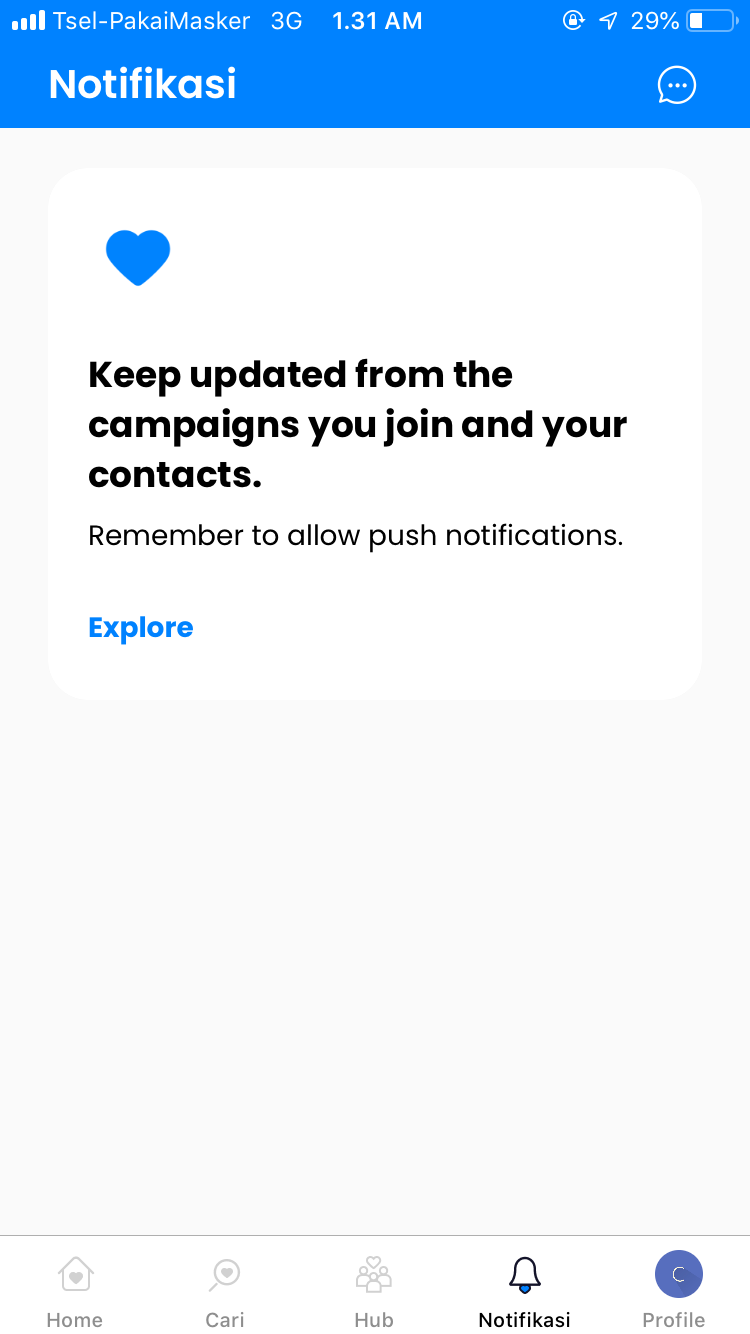 Tsel-PakaiMasker 3G 1.31 AM 29%
Notifikasi
Keep updated from the
campaigns you join and your
contacts.
Remember to allow push notifications.
Explore
C
Home Cari Hub Notifikasi Profile